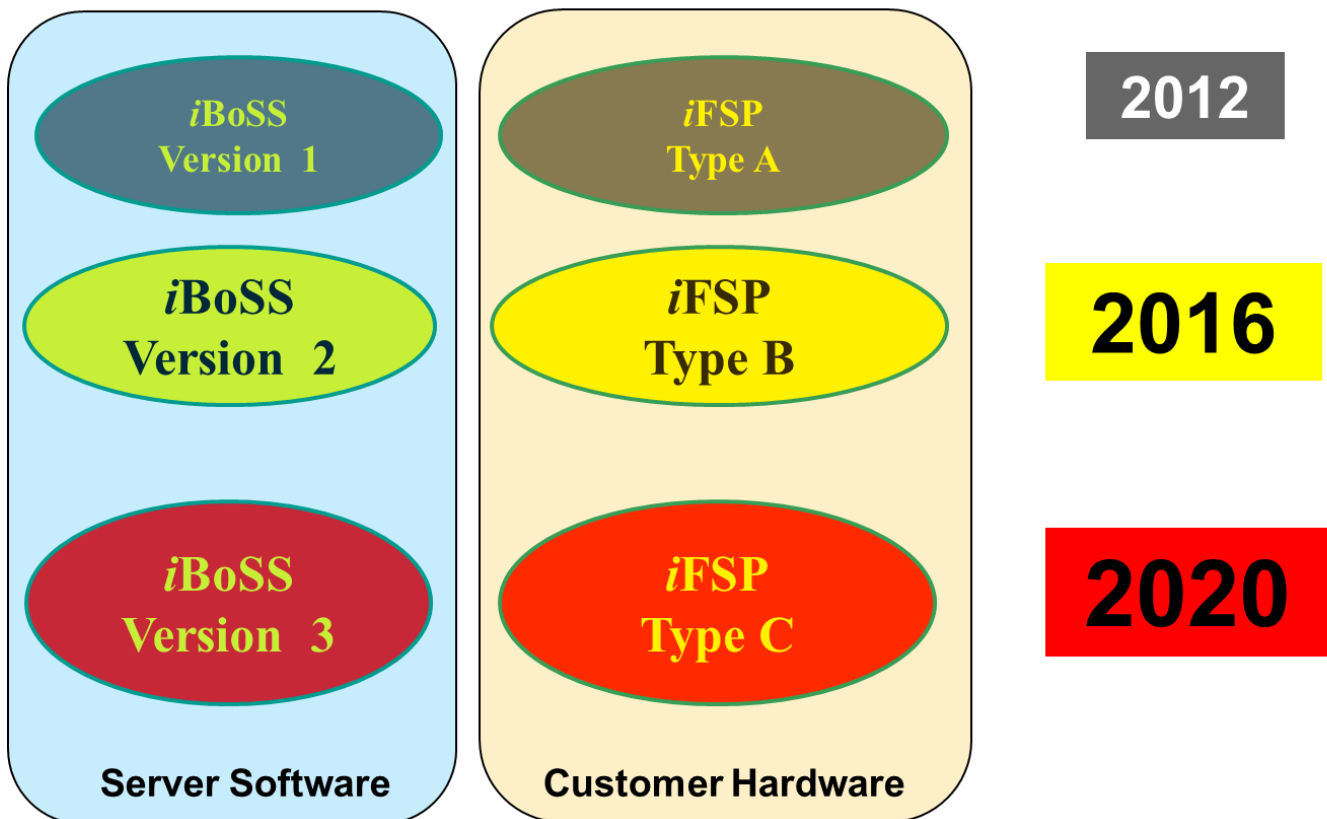 iBoSS
Version 1
iFSP
Type A
2012
iBoSS
Version 2
iFSP
Type B
2016
iBoSS
Version 3
iFSP
Type C
2020
Server Software
Customer Hardware